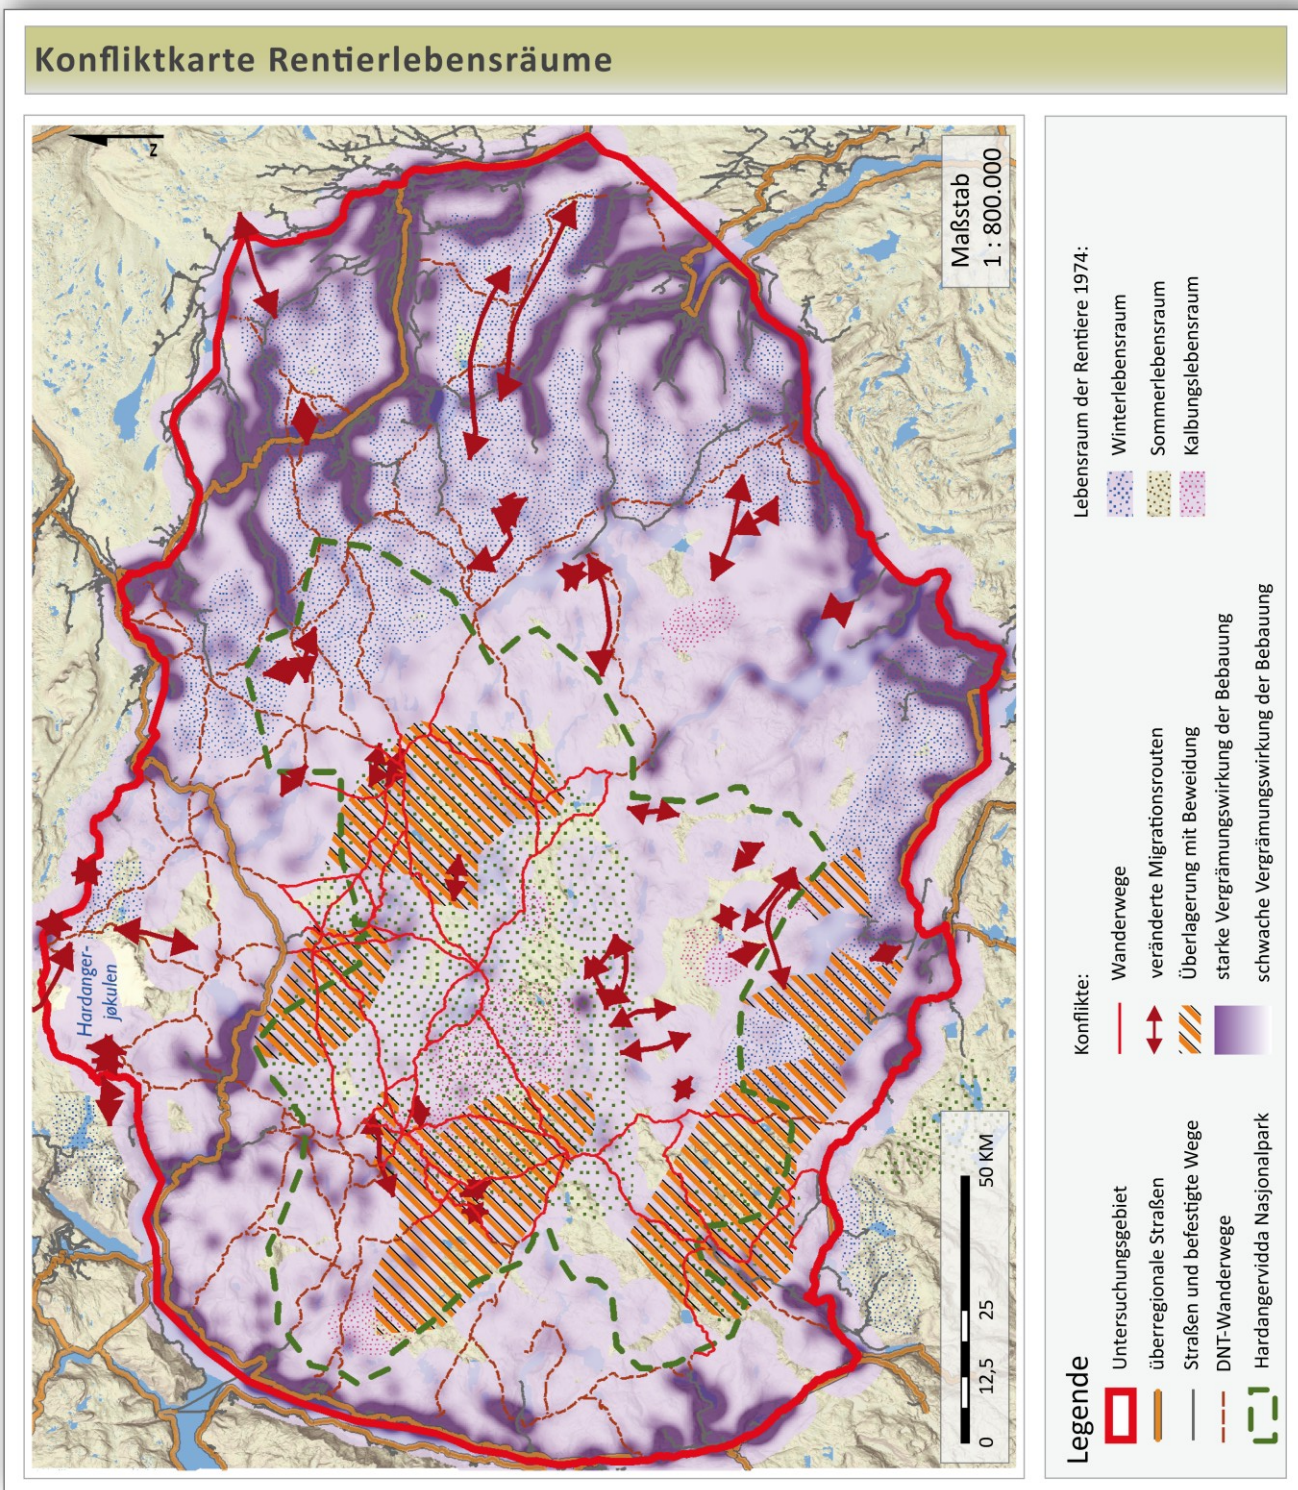 Konfliktkarte Rentierlebensräume
N
Hardanger-
jøkulen
Maßstab
1 : 800.000
0 12,5 25 50 KM
Legende
Untersuchungsgebiet
überregionale Straßen
Straßen und befestigte Wege
DNT-Wanderwege
Hardangervidda Nasjonalpark
Konflikte:
Wanderwege
veränderte Migrationsrouten
Überlagerung mit Beweidung
starke Vergrämungswirkung der Bebauung
schwache Vergrämungswirkung der Bebauung
Lebensraum der Rentiere 1974:
Winterlebensraum
Sommerlebensraum
Kalbungslebensraum